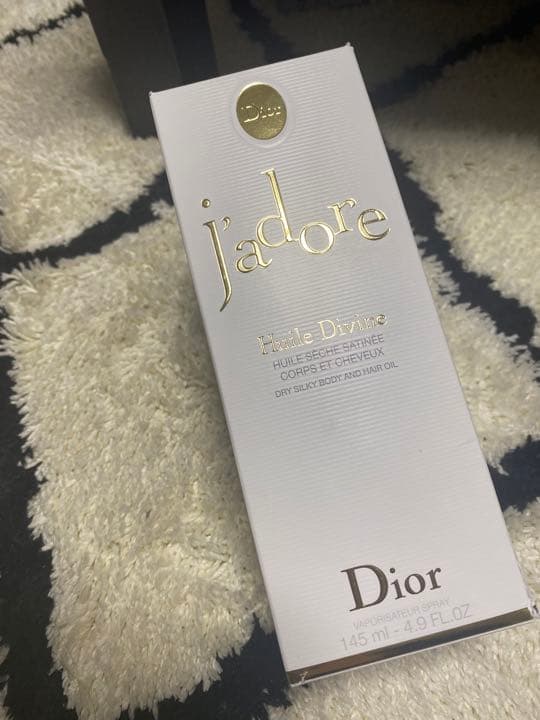 Dior
j'adore
Huile Divine
HUILE SÈCHE SATINÉE
CORPS ET CHEVEUX
DRY SILKY BODY AND HAIR OIL
Dior
VAPORISATEUR SPRAY
145 ml - 4.9 FL.OZ